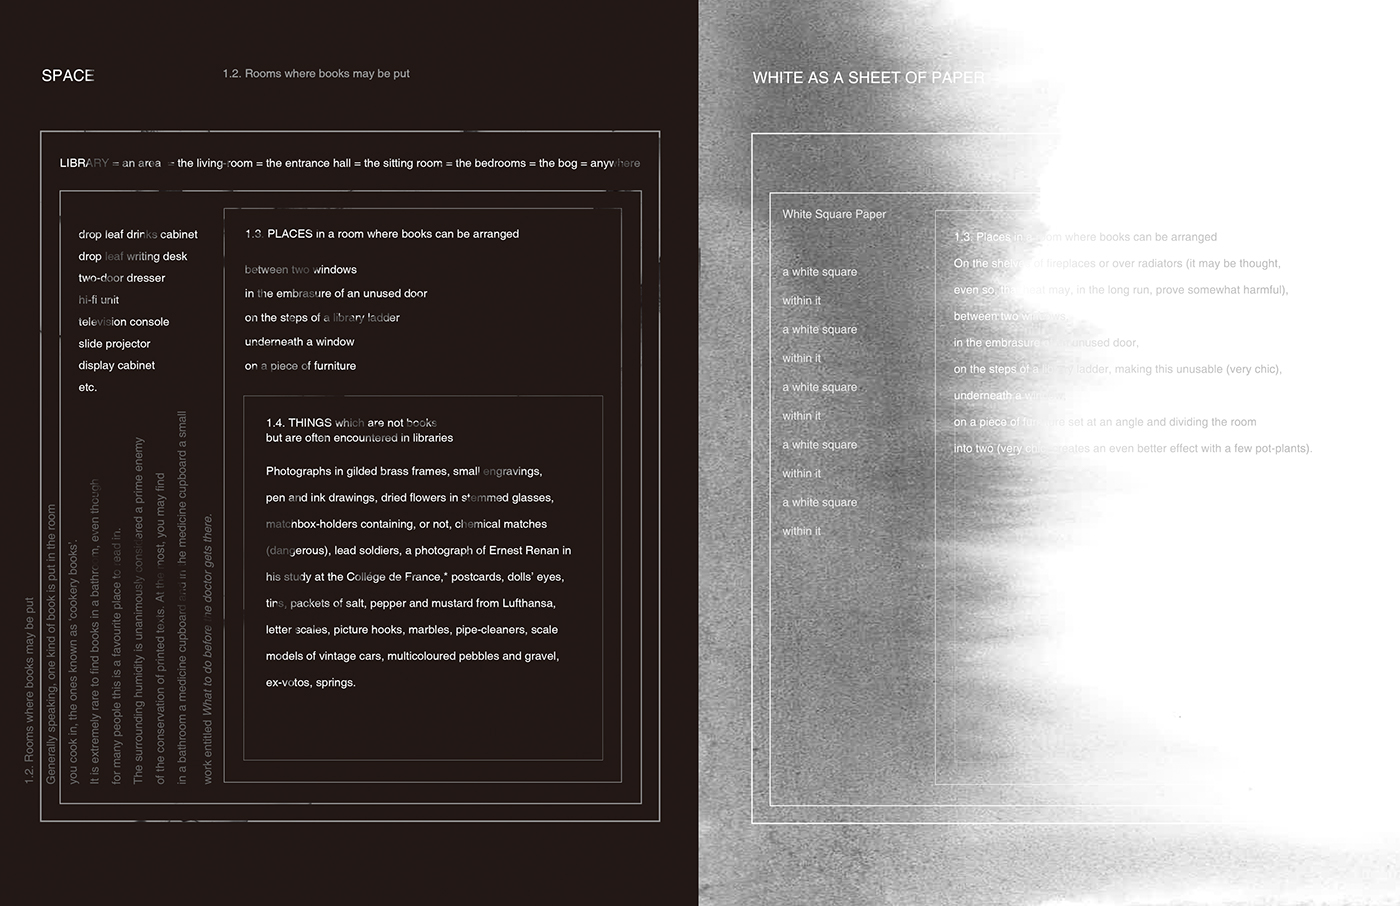 SPACE
1.2. Rooms where books may be put
LIBRARY = an area = the living-room = the entrance hall = the sitting room = the bedrooms = the bog = anywhere
drop leaf drinks cabinet
drop leaf writing desk
two-door dresser
hi-fi unit
television console
slide projector
display cabinet
etc.
1.2. Rooms where books may be put
Generally speaking, one kind of book is put in the room
you cook in, the ones known as 'cookery books'.
It is extremely rare to find books in a bathroom, even though
for many people this is a favourite place to read in.
The surrounding humidity is unanimously considered a prime enemy
of the conservation of printed texts. At the most, you may find
in a bathroom a medicine cupboard and in the medicine cupboard a small
work entitled What to do before the doctor gets there.
1.3. PLACES in a room where books can be arranged
between two windows
in the embrasure of an unused door
on the steps of a library ladder
underneath a window
on a piece of furniture
1.4. THINGS which are not books
but are often encountered in libraries
Photographs in gilded brass frames, small engravings,
pen and ink drawings, dried flowers in stemmed glasses,
matchbox-holders containing, or not, chemical matches
(dangerous), lead soldiers, a photograph of Ernest Renan in
his study at the Collége de France,* postcards, dolls' eyes,
tins, packets of salt, pepper and mustard from Lufthansa,
letter scales, picture hooks, marbles, pipe-cleaners, scale
models of vintage cars, multicoloured pebbles and gravel,
ex-votos, springs.
WHITE AS A SHEET OF PAPER
White Square Paper
a white square
within it
a white square
within it
a white square
within it
a white square
within it
a white square
within it
1.3. Places in a room where books can be arranged
On the shelves of fireplaces or over radiators (it may be thought,
even so, that heat may, in the long run, prove somewhat harmful),
between two windows,
in the embrasure of an unused door,
on the steps of a library ladder, making this unusable (very chic),
underneath a window,
on a piece of furniture set at an angle and dividing the room
into two (very chic, creates an even better effect with a few pot-plants).